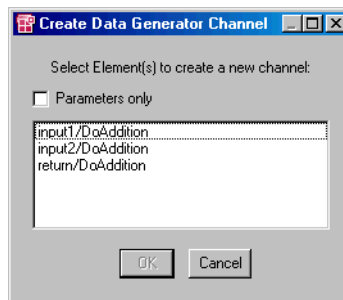 Create Data Generator Channel
Select Element(s) to create a new channel:
Parameters only
input1/DoAddition
input2/DoAddition
return/DoAddition
OK Cancel